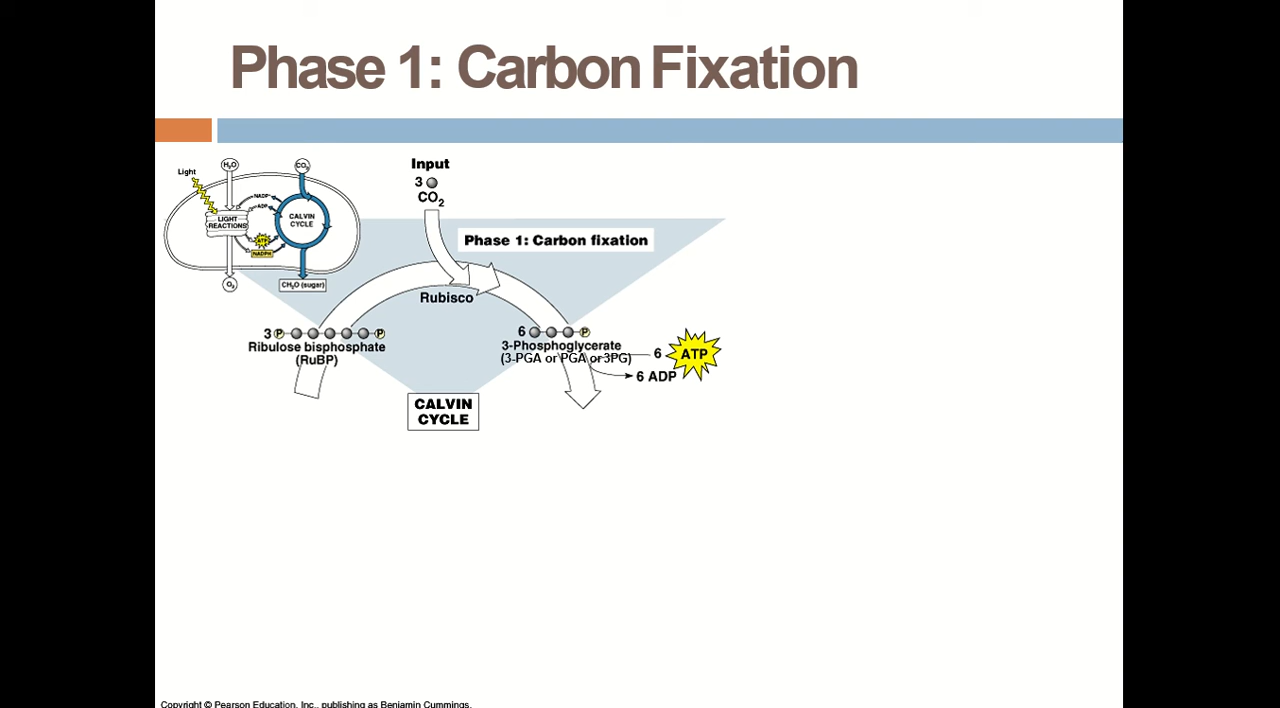 Phase 1: Carbon Fixation
Light
H₂O
CO₂
NADP⁺
ADP
LIGHT
REACTIONS
CALVIN
CYCLE
ATP
NADPH
O₂
CH₂O (sugar)
Input
3
CO₂
Phase 1: Carbon fixation
Rubisco
3 P P
Ribulose bisphosphate
(RuBP)
6 P
3-Phosphoglycerate
(3-PGA or PGA or 3PG)
6 ATP
6 ADP
CALVIN
CYCLE
Copyright © Pearson Education, Inc., publishing as Benjamin Cummings.